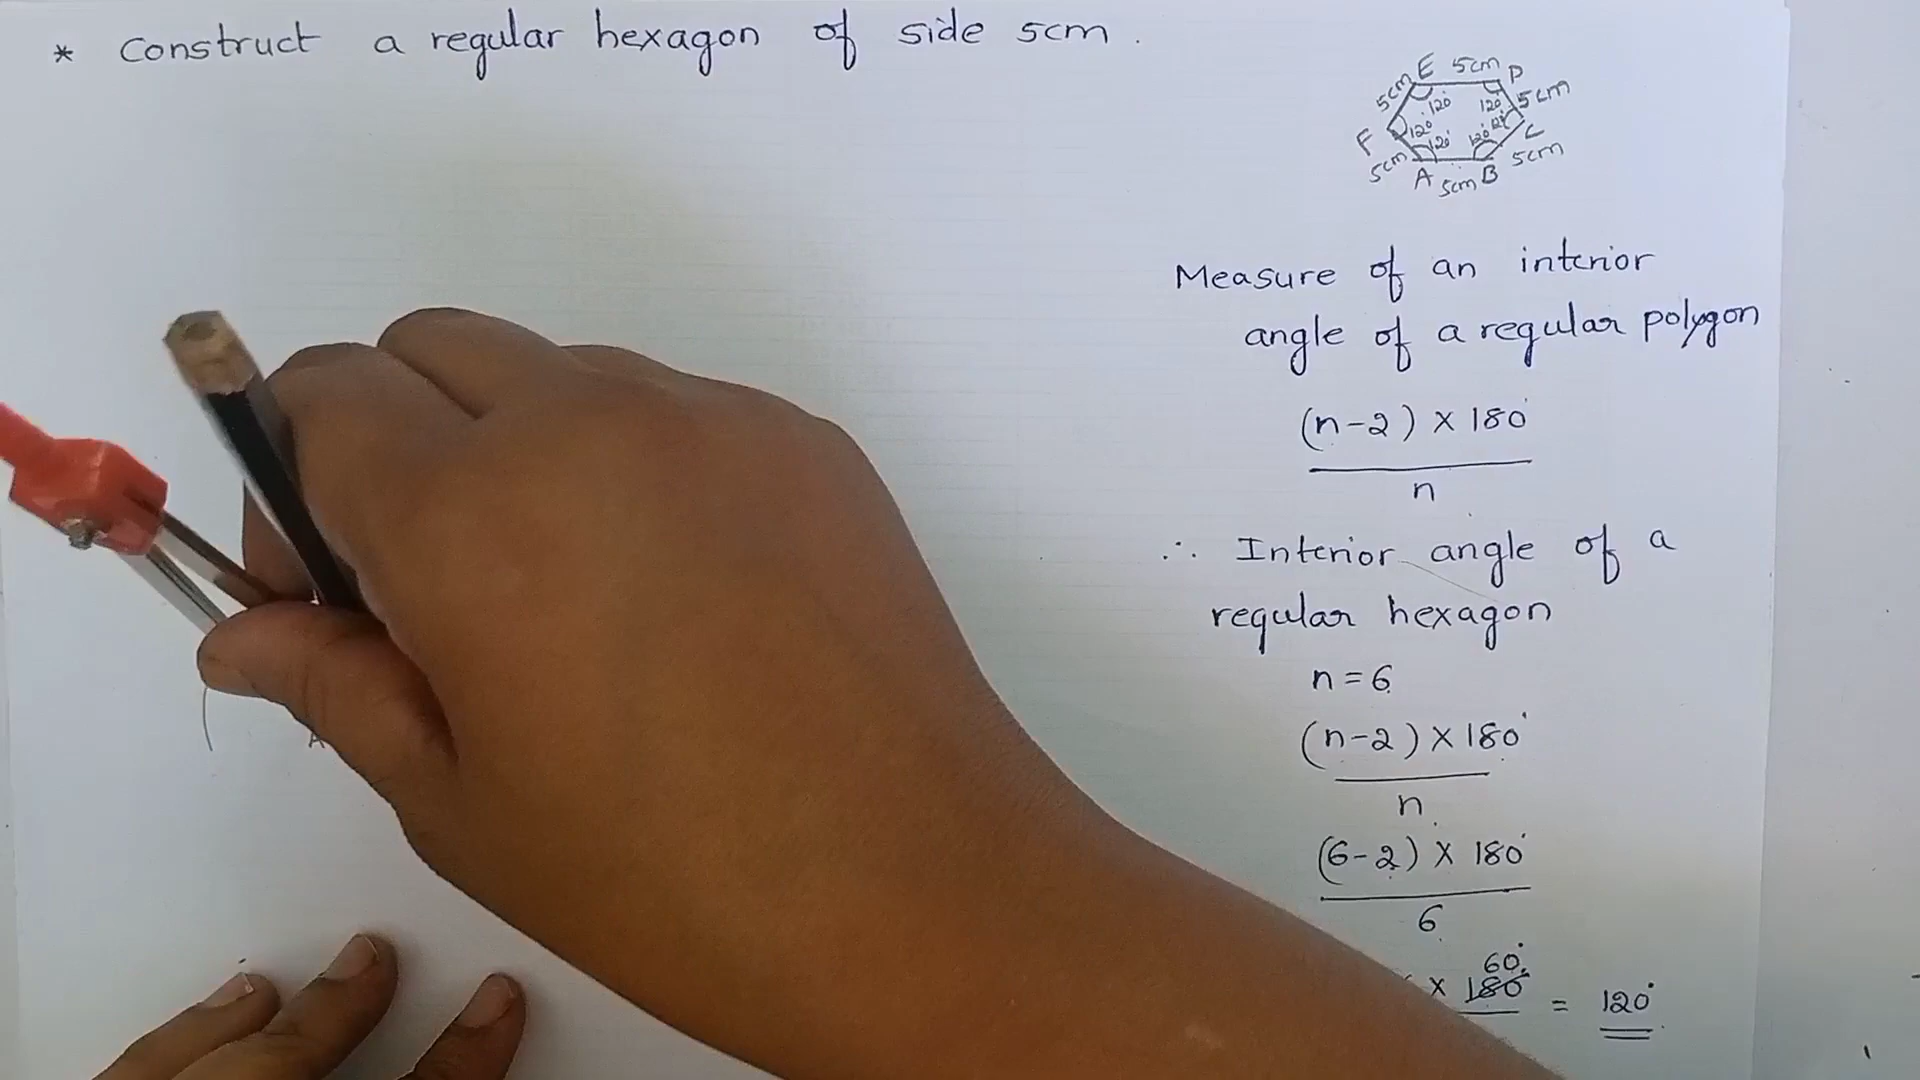 * Construct a regular hexagon of side 5cm.
E 5cm D
5cm 120° 120° 5cm
F 120° 120° 120° C
5cm A 5cm B 5cm
Measure of an interior
angle of a regular polygon
(n-2) × 180°
n
∴ Interior angle of a
regular hexagon
n = 6
(n-2) × 180°
n
(6-2) × 180°
6
60°
× 180° = 120°
A